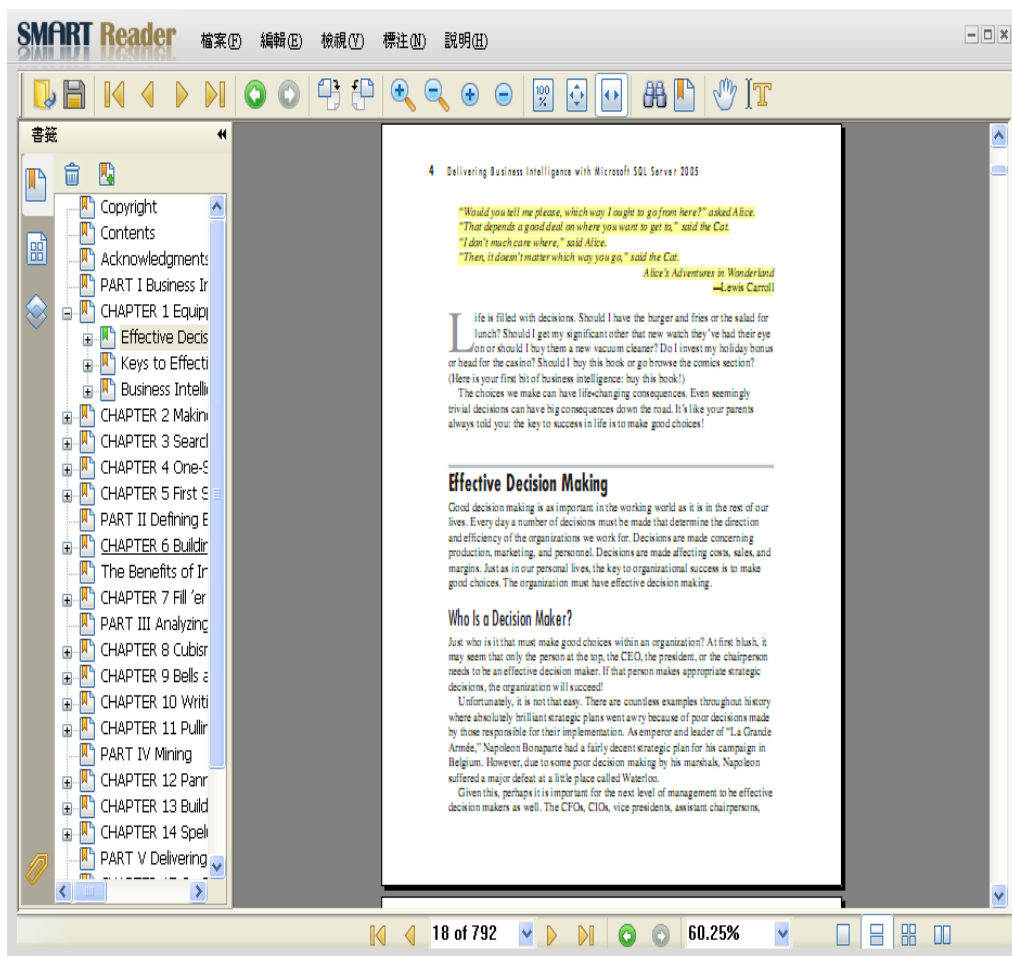 SMART Reader 檔案(F) 編輯(E) 檢視(V) 標注(N) 說明(H)
100 %
T
書籤
Copyright
Contents
Acknowledgments
PART I Business Ir
CHAPTER 1 Equip
Effective Decis
Keys to Effecti
Business Intelli
CHAPTER 2 Makin
CHAPTER 3 Searc
CHAPTER 4 One-S
CHAPTER 5 First S
PART II Defining E
CHAPTER 6 Buildir
The Benefits of Ir
CHAPTER 7 Fill 'er
PART III Analyzing
CHAPTER 8 Cubisr
CHAPTER 9 Bells a
CHAPTER 10 Writi
CHAPTER 11 Pullir
PART IV Mining
CHAPTER 12 Panr
CHAPTER 13 Build
CHAPTER 14 Spel
PART V Delivering
4 Delivering Business Intelligence with Microsoft SQL Server 2005
"Would you tell me please, which way I ought to go from here?" asked Alice.
"That depends a good deal on where you want to get to," said the Cat.
"I don't much care where," said Alice.
"Then, it doesn't matter which way you go," said the Cat.
Alice's Adventures in Wonderland
—Lewis Carroll
Life is filled with decisions. Should I have the burger and fries or the salad for
lunch? Should I get my significant other that new watch they've had their eye
on or should I buy them a new vacuum cleaner? Do I invest my holiday bonus
or head for the casino? Should I buy this book or go browse the comics section?
(Here is your first bit of business intelligence: buy this book!)
The choices we make can have life-changing consequences. Even seemingly
trivial decisions can have big consequences down the road. It's like your parents
always told you: the key to success in life is to make good choices!
Effective Decision Making
Good decision making is as important in the working world as it is in the rest of our
lives. Every day a number of decisions must be made that determine the direction
and efficiency of the organizations we work for. Decisions are made concerning
production, marketing, and personnel. Decisions are made affecting costs, sales, and
margins. Just as in our personal lives, the key to organizational success is to make
good choices. The organization must have effective decision making.
Who Is a Decision Maker?
Just who is it that must make good choices within an organization? At first blush, it
may seem that only the person at the top, the CEO, the president, or the chairperson
needs to be an effective decision maker. If that person makes appropriate strategic
decisions, the organization will succeed!
Unfortunately, it is not that easy. There are countless examples throughout history
where absolutely brilliant strategic plans went awry because of poor decisions made
by those responsible for their implementation. As emperor and leader of "La Grande
Armée," Napoleon Bonaparte had a fairly decent strategic plan for his campaign in
Belgium. However, due to some poor decision making by his marshals, Napoleon
suffered a major defeat at a little place called Waterloo.
Given this, perhaps it is important for the next level of management to be effective
decision makers as well. The CFOs, CIOs, vice presidents, assistant chairpersons,
18 of 792 60.25%